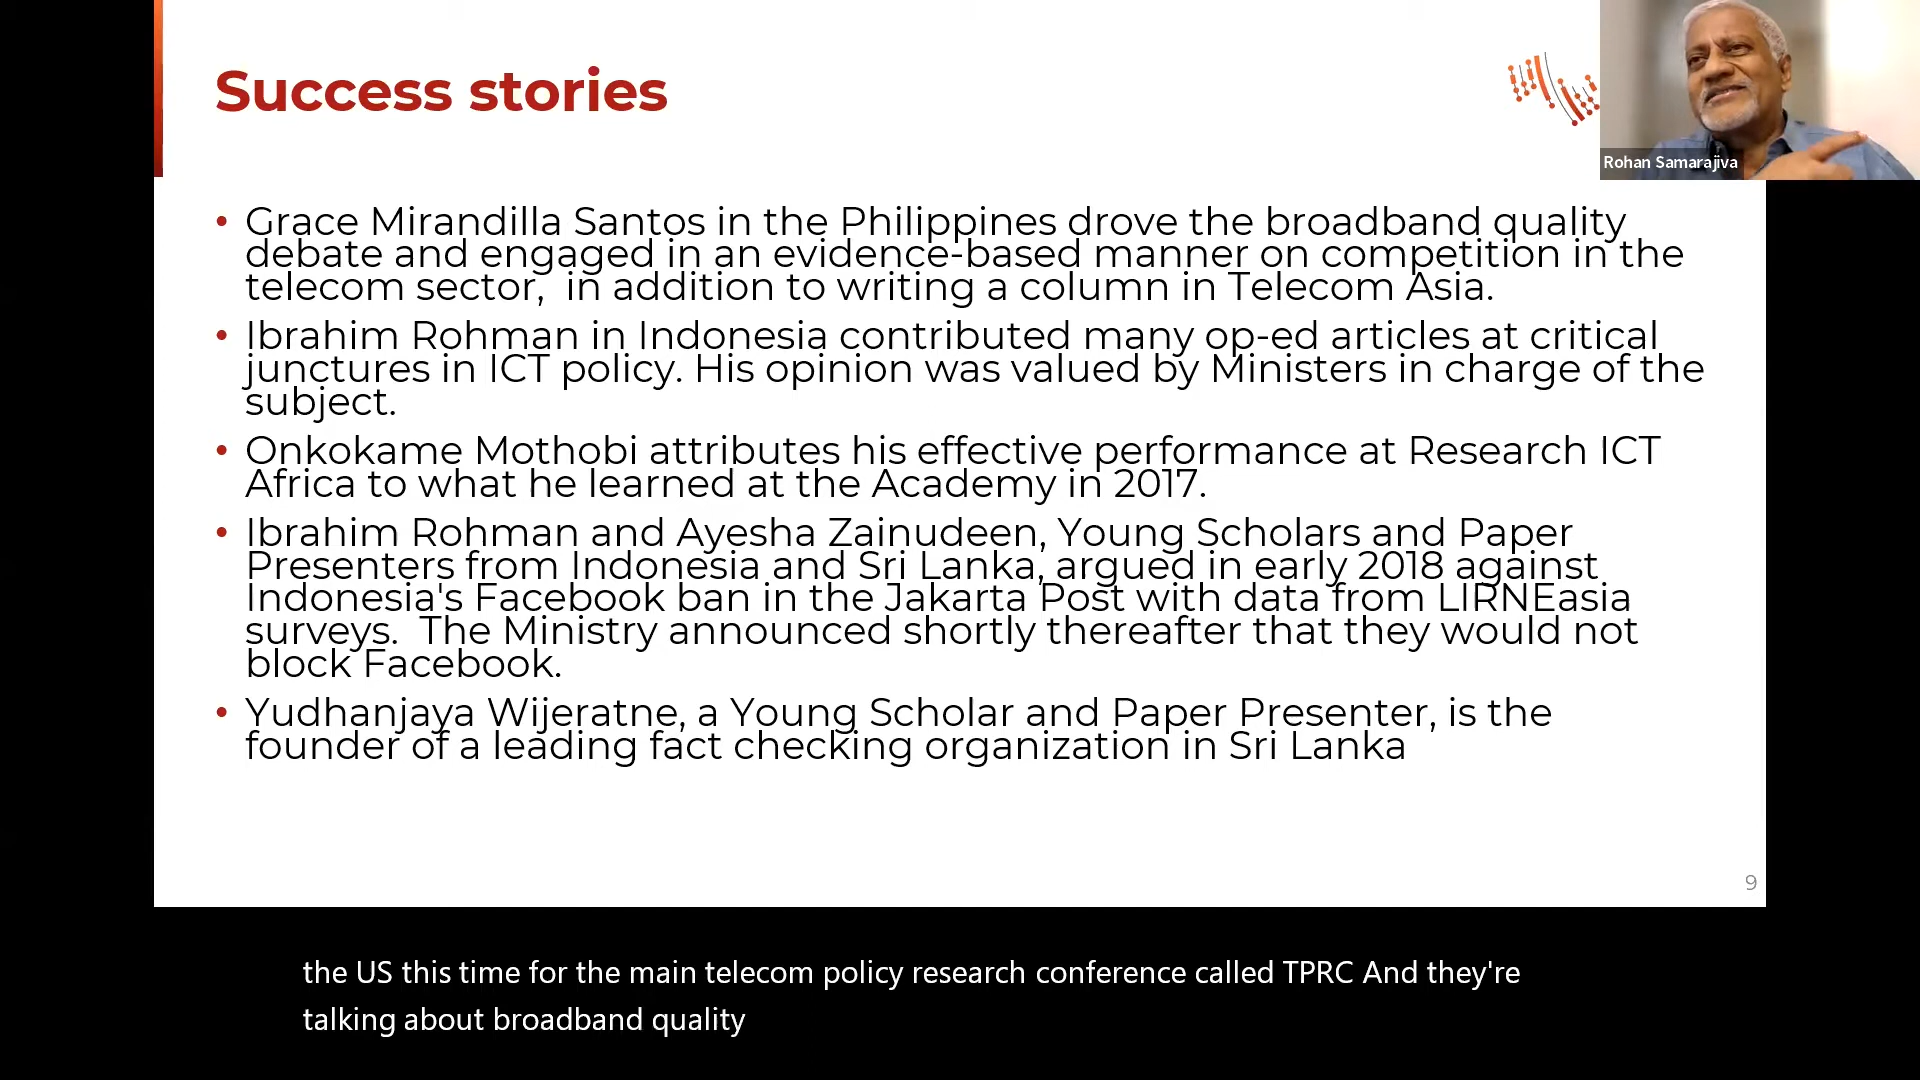 Success stories
Rohan Samarajiva
• Grace Mirandilla Santos in the Philippines drove the broadband quality
debate and engaged in an evidence-based manner on competition in the
telecom sector,  in addition to writing a column in Telecom Asia.
• Ibrahim Rohman in Indonesia contributed many op-ed articles at critical
junctures in ICT policy. His opinion was valued by Ministers in charge of the
subject.
• Onkokame Mothobi attributes his effective performance at Research ICT
Africa to what he learned at the Academy in 2017.
• Ibrahim Rohman and Ayesha Zainudeen, Young Scholars and Paper
Presenters from Indonesia and Sri Lanka, argued in early 2018 against
Indonesia's Facebook ban in the Jakarta Post with data from LIRNEasia
surveys.  The Ministry announced shortly thereafter that they would not
block Facebook.
• Yudhanjaya Wijeratne, a Young Scholar and Paper Presenter, is the
founder of a leading fact checking organization in Sri Lanka
9
the US this time for the main telecom policy research conference called TPRC And they're
talking about broadband quality